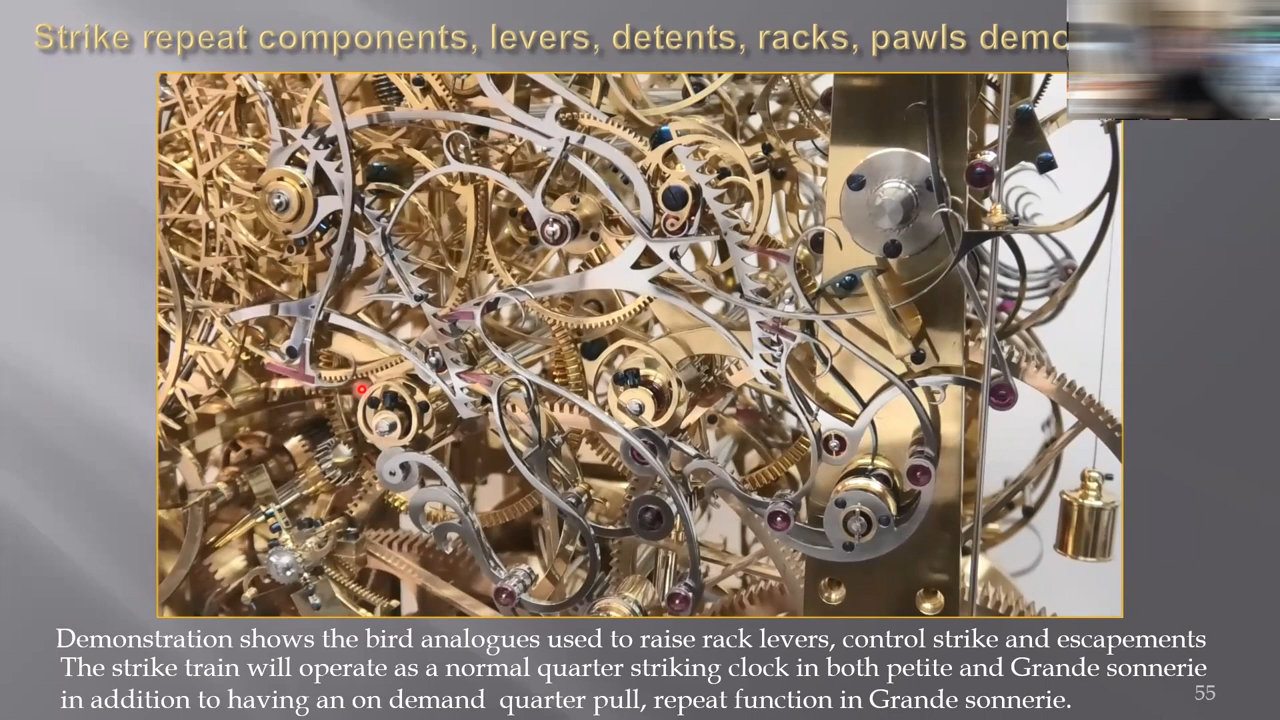 Strike repeat components, levers, detents, racks, pawls demo
Demonstration shows the bird analogues used to raise rack levers, control strike and escapements
The strike train will operate as a normal quarter striking clock in both petite and Grande sonnerie
in addition to having an on demand quarter pull, repeat function in Grande sonnerie.
55